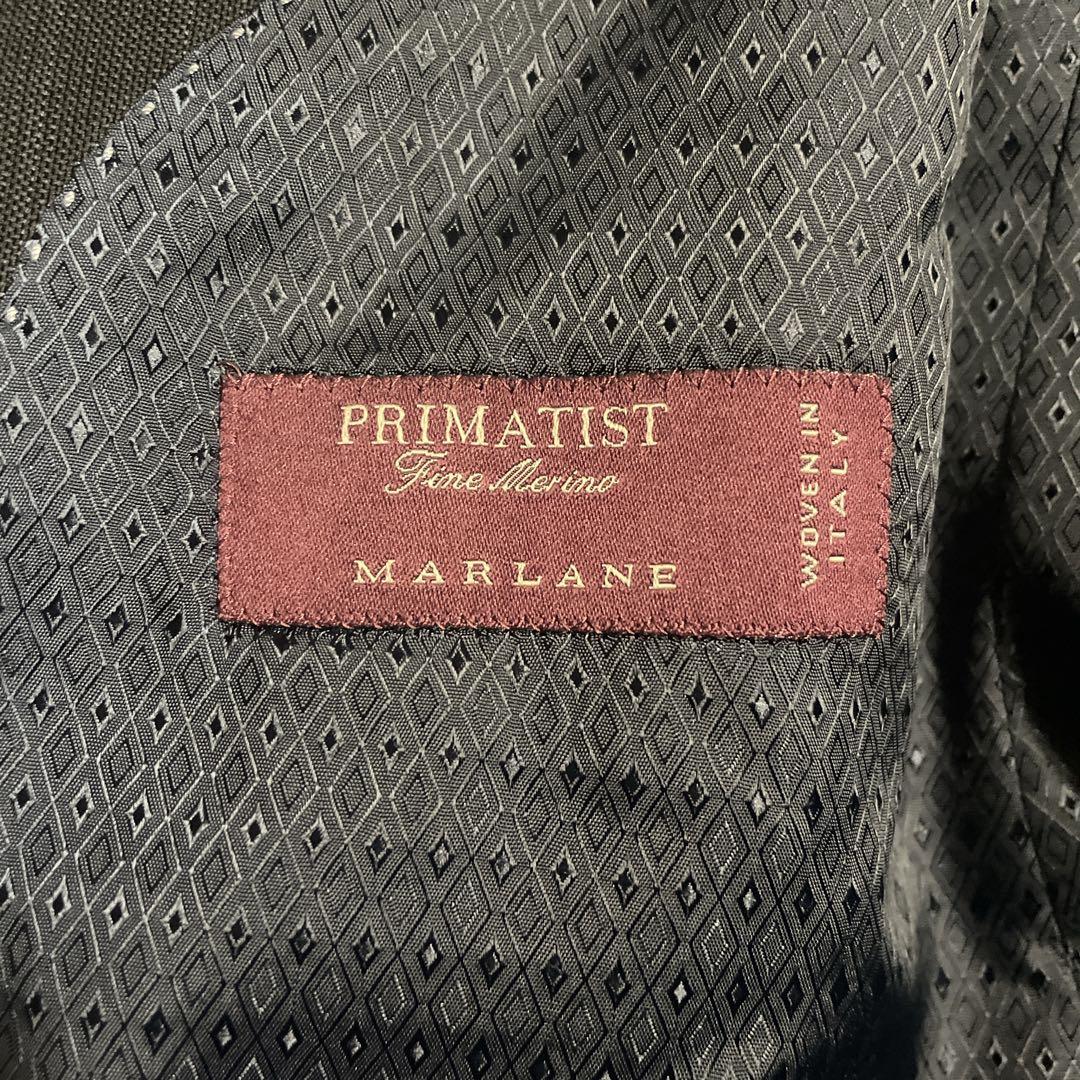 PRIMATIST
Fine Merino
MARLANE
WOVEN IN
ITALY